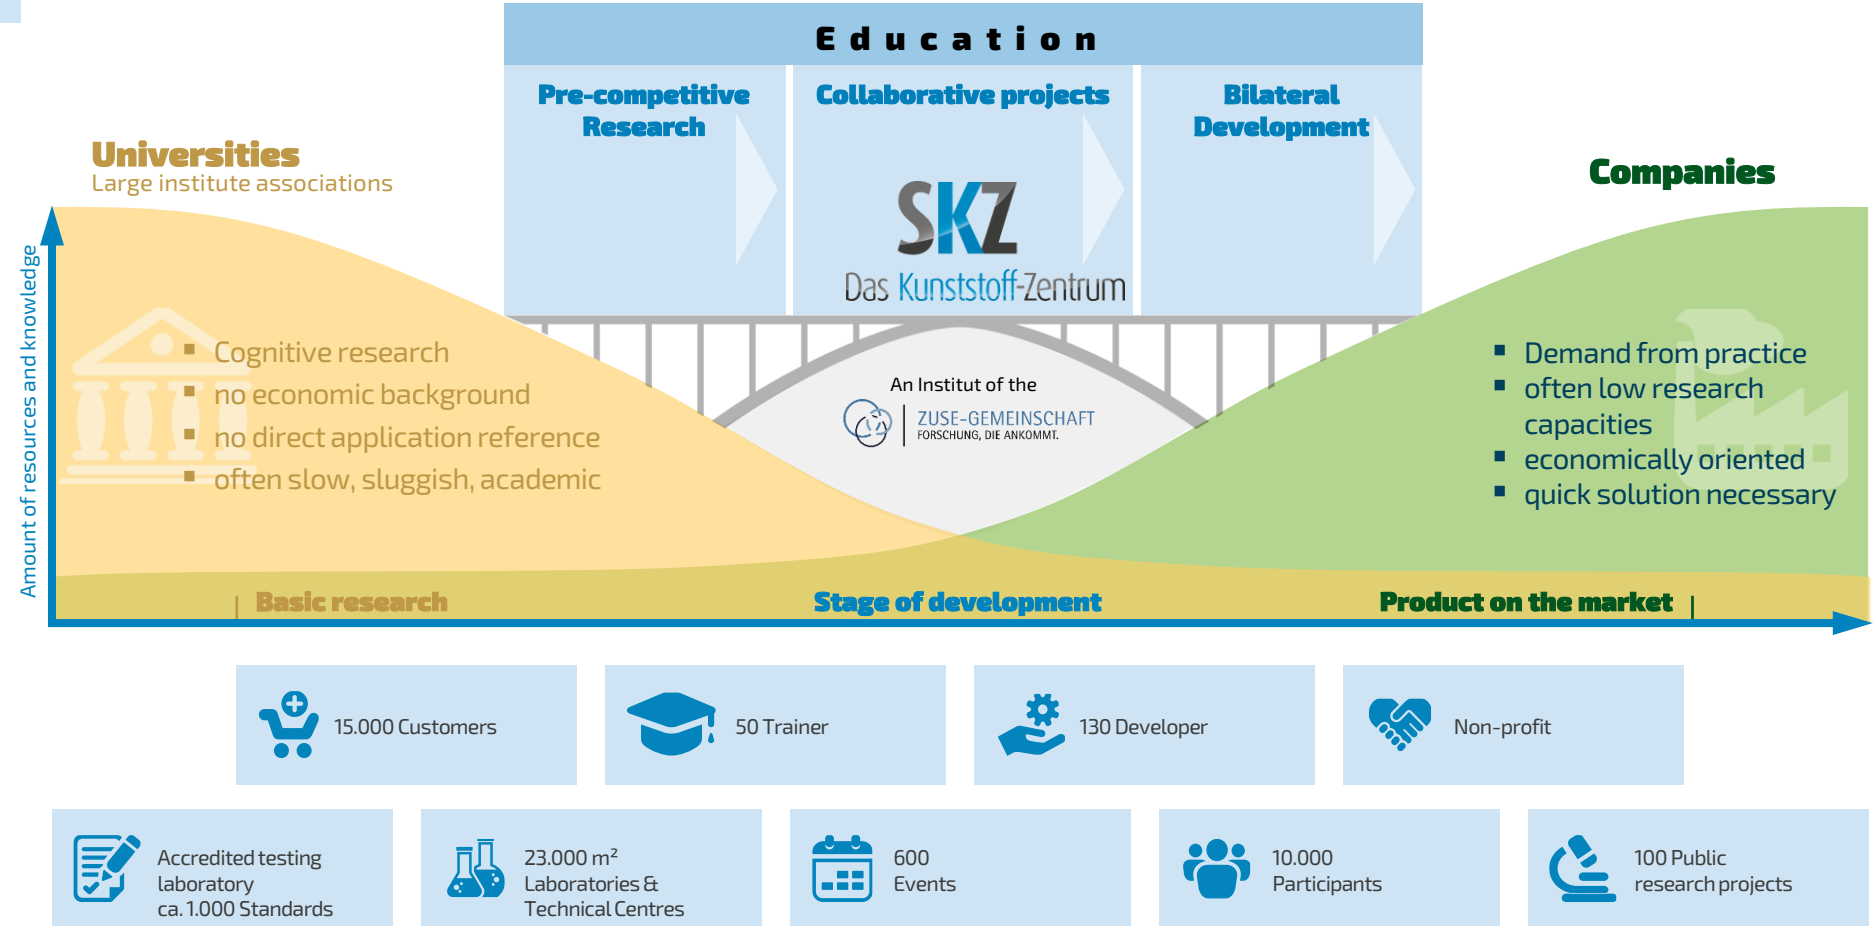 Education
Pre-competitive
Research
Collaborative projects
Bilateral
Development
Universities
Large institute associations
Companies
SKZ
Das Kunststoff-Zentrum
Amount of resources and knowledge
Cognitive research
no economic background
no direct application reference
often slow, sluggish, academic
An Institut of the
ZUSE-GEMEINSCHAFT
FORSCHUNG, DIE ANKOMMT.
Demand from practice
often low research
capacities
economically oriented
quick solution necessary
Basic research
Stage of development
Product on the market
15.000 Customers
50 Trainer
130 Developer
Non-profit
Accredited testing
laboratory
ca. 1.000 Standards
23.000 m²
Laboratories &
Technical Centres
600
Events
10.000
Participants
100 Public
research projects